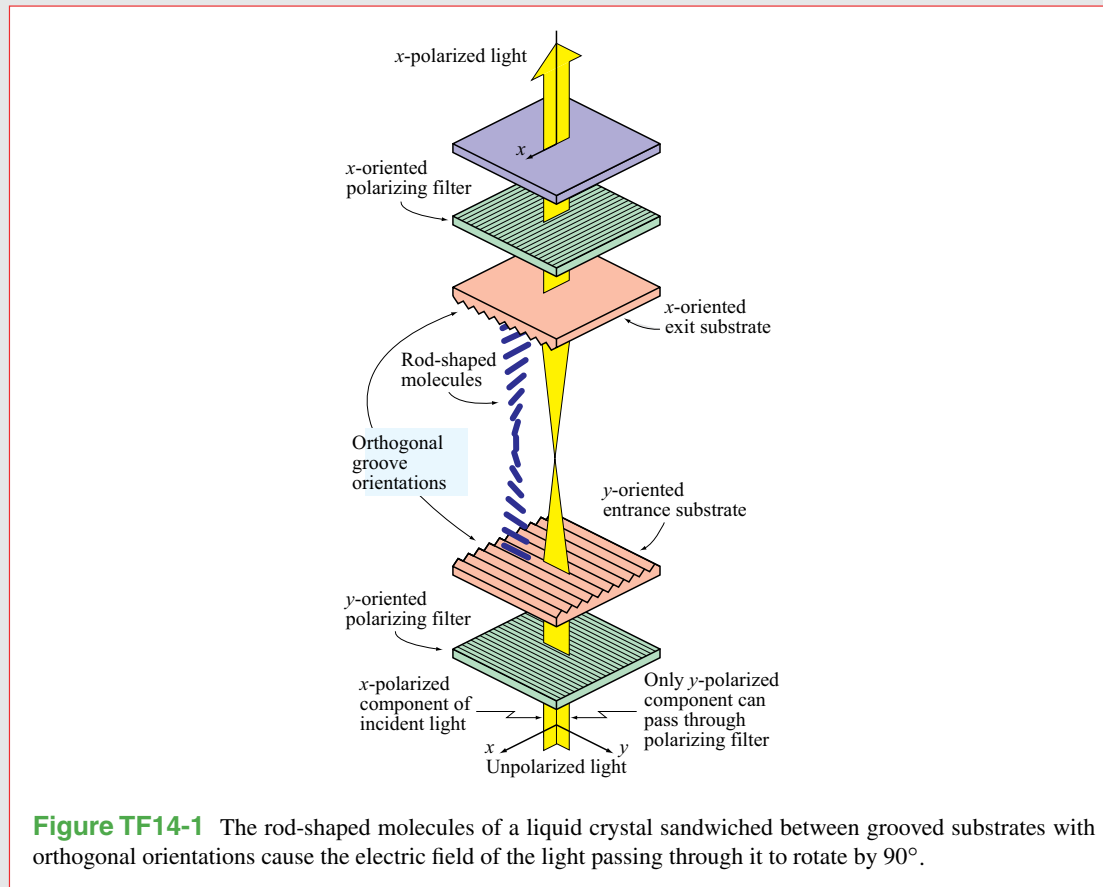 x-polarized light
x
x-oriented
polarizing filter
x-oriented
exit substrate
Rod-shaped
molecules
Orthogonal
groove
orientations
y-oriented
entrance substrate
y-oriented
polarizing filter
x-polarized
component of
incident light
Only y-polarized
component can
pass through
polarizing filter
x
y
Unpolarized light
Figure TF14-1 The rod-shaped molecules of a liquid crystal sandwiched between grooved substrates with
orthogonal orientations cause the electric field of the light passing through it to rotate by 90°.